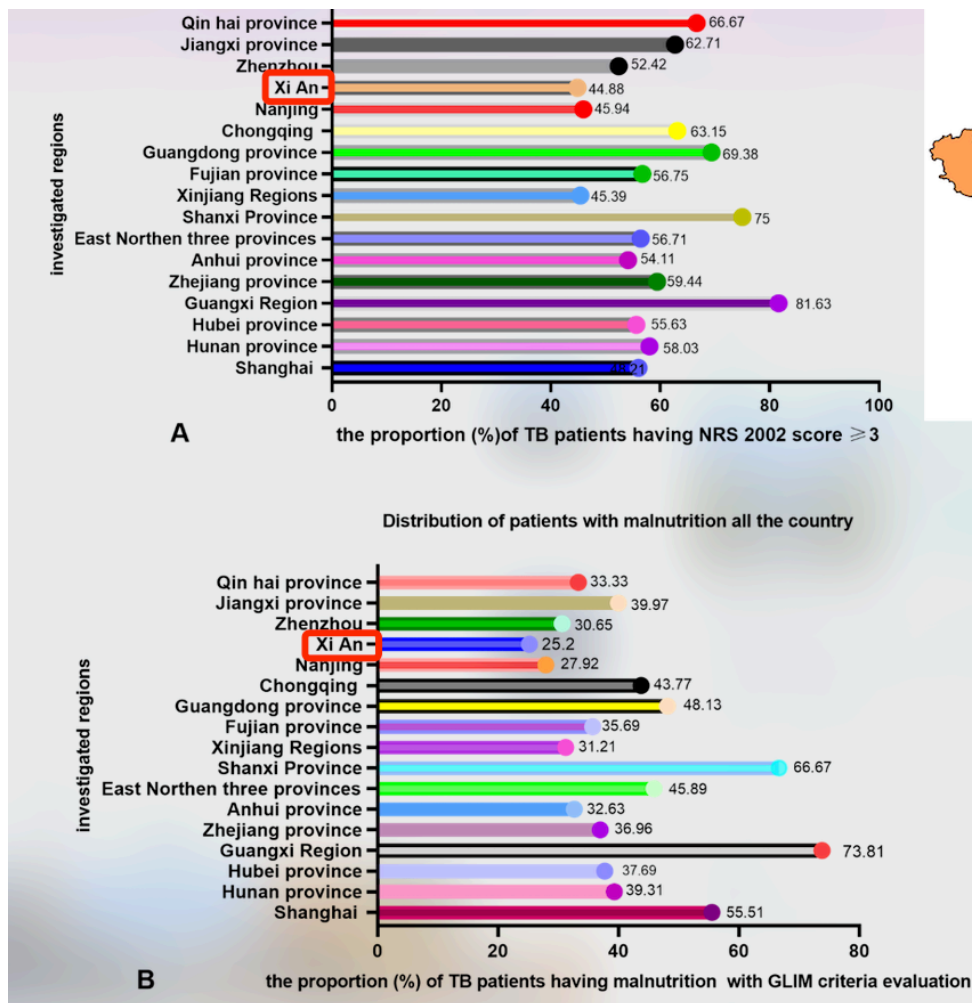 investigated regions
Qin hai province 66.67
Jiangxi province 62.71
Zhenzhou 52.42
Xi An 44.88
Nanjing 45.94
Chongqing 63.15
Guangdong province 69.38
Fujian province 56.75
Xinjiang Regions 45.39
Shanxi Province 75
East Northen three provinces 56.71
Anhui province 54.11
Zhejiang province 59.44
Guangxi Region 81.63
Hubei province 55.63
Hunan province 58.03
Shanghai 48.21
0 20 40 60 80 100
A the proportion (%)of TB patients having NRS 2002 score ≥3
Distribution of patients with malnutrition all the country
investigated regions
Qin hai province 33.33
Jiangxi province 39.97
Zhenzhou 30.65
Xi An 25.2
Nanjing 27.92
Chongqing 43.77
Guangdong province 48.13
Fujian province 35.69
Xinjiang Regions 31.21
Shanxi Province 66.67
East Northen three provinces 45.89
Anhui province 32.63
Zhejiang province 36.96
Guangxi Region 73.81
Hubei province 37.69
Hunan province 39.31
Shanghai 55.51
0 20 40 60 80
B the proportion (%) of TB patients having malnutrition with GLIM criteria evaluation